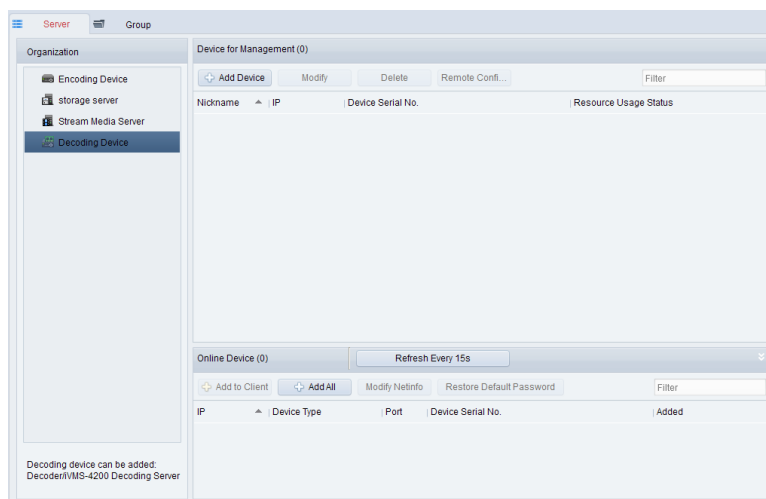 Server Group
Organization
Encoding Device
storage server
Stream Media Server
Decoding Device
Decoding device can be added:
Decoder/iVMS-4200 Decoding Server
Device for Management (0)
Add Device Modify Delete Remote Confi... Filter
Nickname IP Device Serial No. Resource Usage Status
Online Device (0) Refresh Every 15s
Add to Client Add All Modify Netinfo Restore Default Password Filter
IP Device Type Port Device Serial No. Added